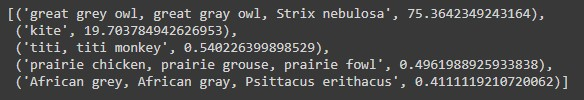 [('great grey owl, great gray owl, Strix nebulosa', 75.3642349243164),
('kite', 19.703784942626953),
('titi, titi monkey', 0.540226399898529),
('prairie chicken, prairie grouse, prairie fowl', 0.4961988925933838),
('African grey, African gray, Psittacus erithacus', 0.4111119210720062)]